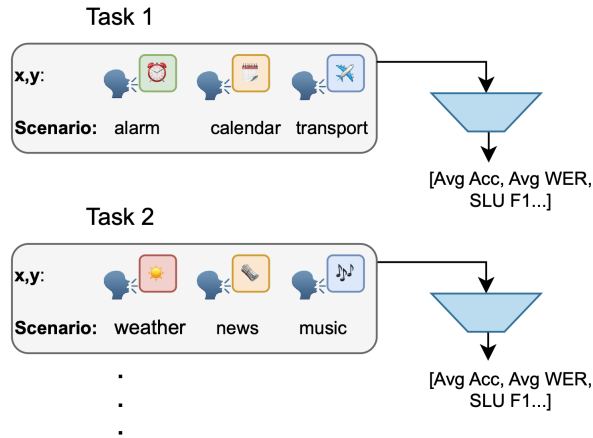 Task 1
x,y:
Scenario: alarm calendar transport
[Avg Acc, Avg WER,
SLU F1...]
Task 2
x,y:
Scenario: weather news music
[Avg Acc, Avg WER,
SLU F1...]
.
.
.